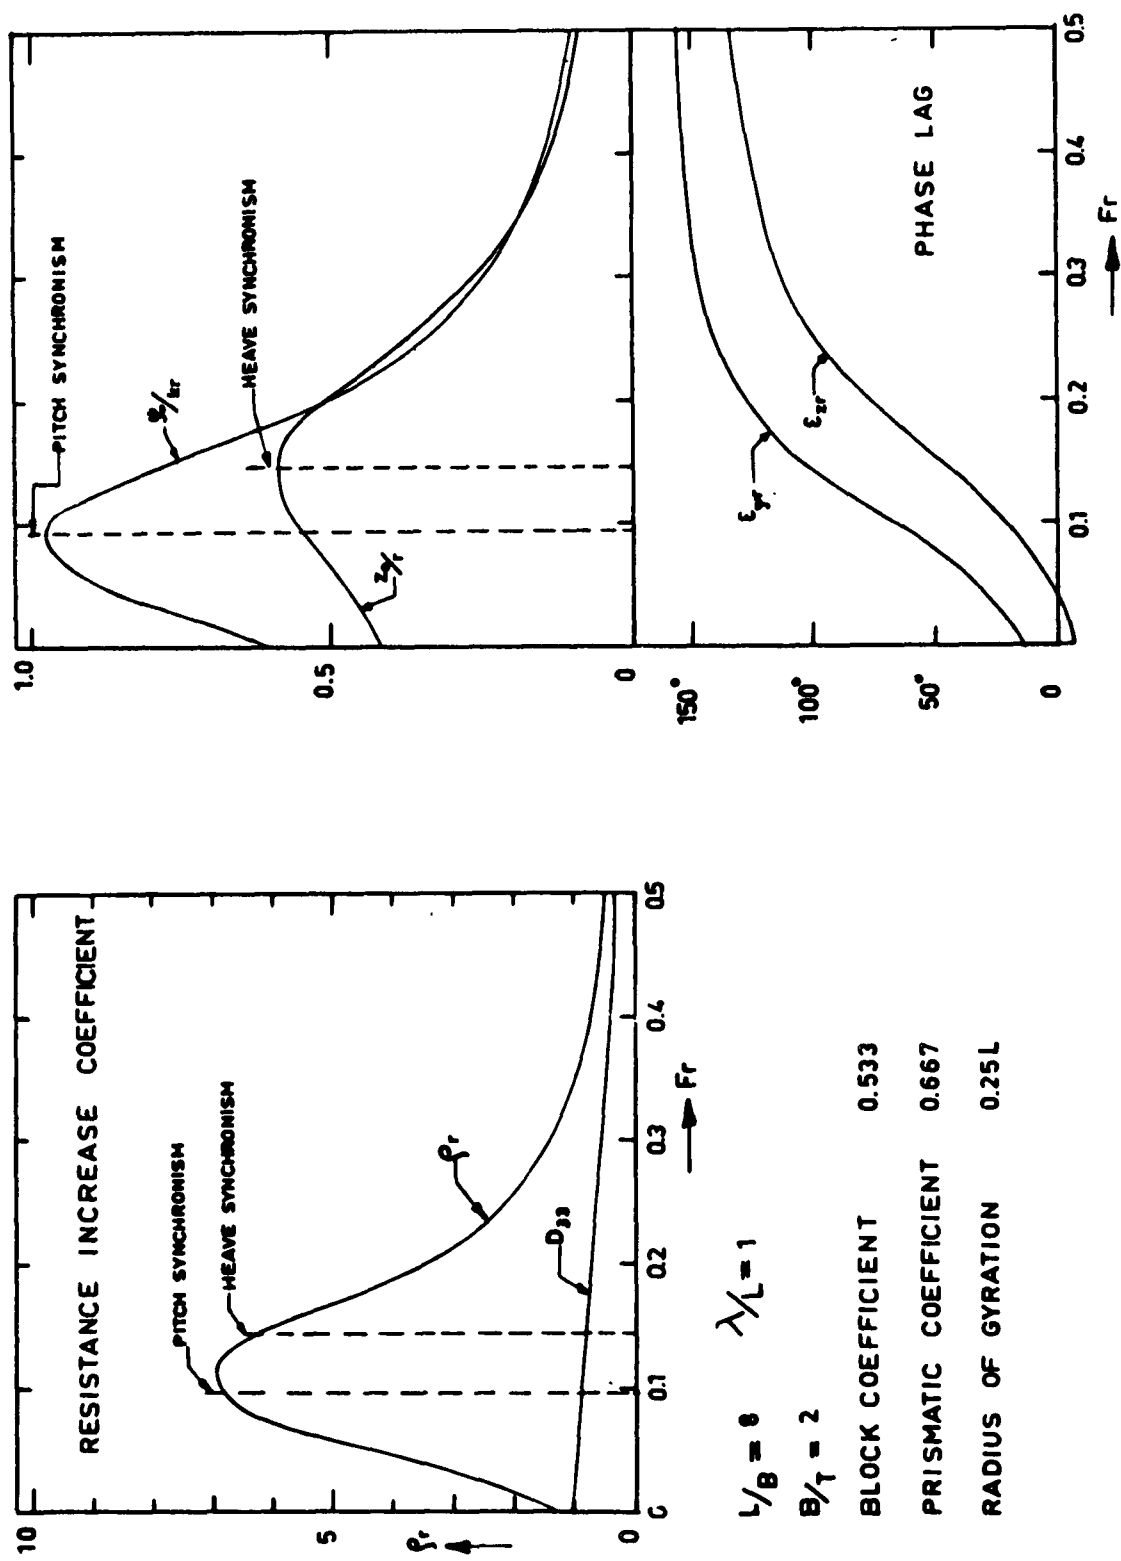 RESISTANCE INCREASE COEFFICIENT
PITCH SYNCHRONISM
HEAVE SYNCHRONISM
ρr
D33
10
5
0
ρr
0 0.1 0.2 0.3 0.4 0.5
Fr
L/B = 8 λ/L = 1
B/T = 2
BLOCK COEFFICIENT 0.533
PRISMATIC COEFFICIENT 0.667
RADIUS OF GYRATION 0.25L
PITCH SYNCHRONISM
HEAVE SYNCHRONISM
z₀/r
1.0
0.5
0
150°
100°
50°
0
εψr
εzr
PHASE LAG
0.1 0.2 0.3 0.4 0.5
Fr